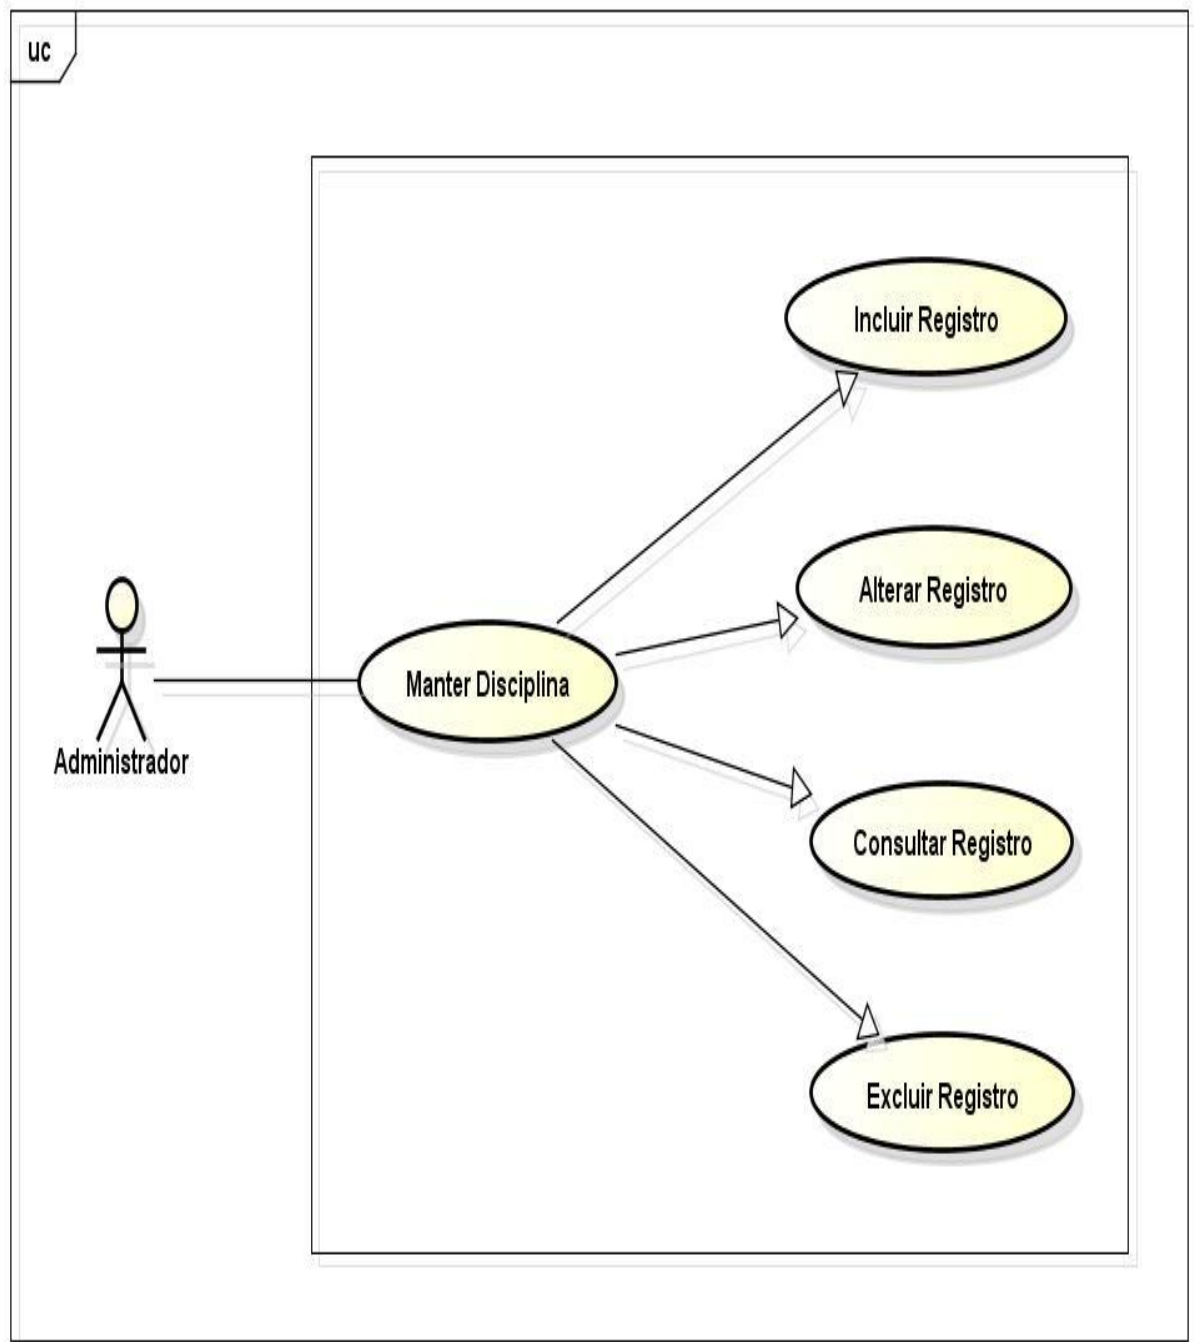 uc
Incluir Registro
Alterar Registro
Manter Disciplina
Administrador
Consultar Registro
Excluir Registro